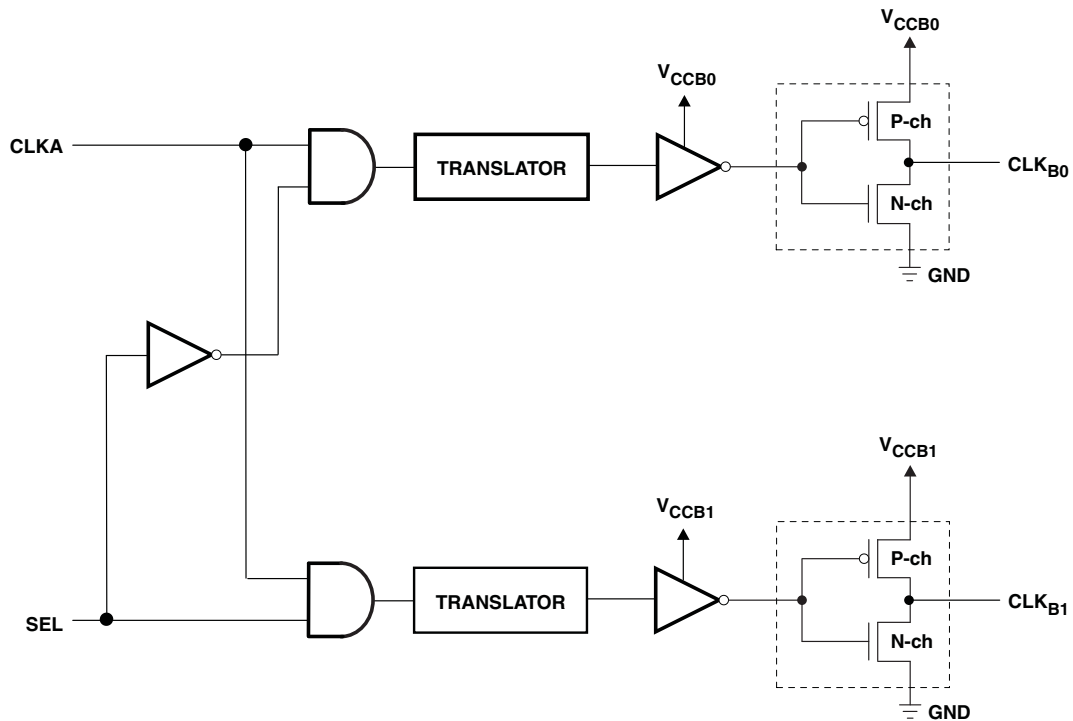 V_CCB0
V_CCB0
P-ch
CLKA
TRANSLATOR
CLK_B0
N-ch
GND
V_CCB1
V_CCB1
P-ch
TRANSLATOR
CLK_B1
SEL
N-ch
GND